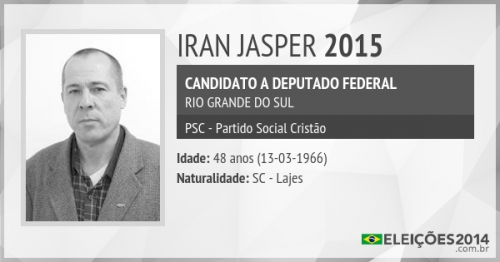 IRAN JASPER 2015
CANDIDATO A DEPUTADO FEDERAL
RIO GRANDE DO SUL
PSC - Partido Social Cristão
Idade: 48 anos (13-03-1966)
Naturalidade: SC - Lajes
ELEIÇÕES2014
.com.br